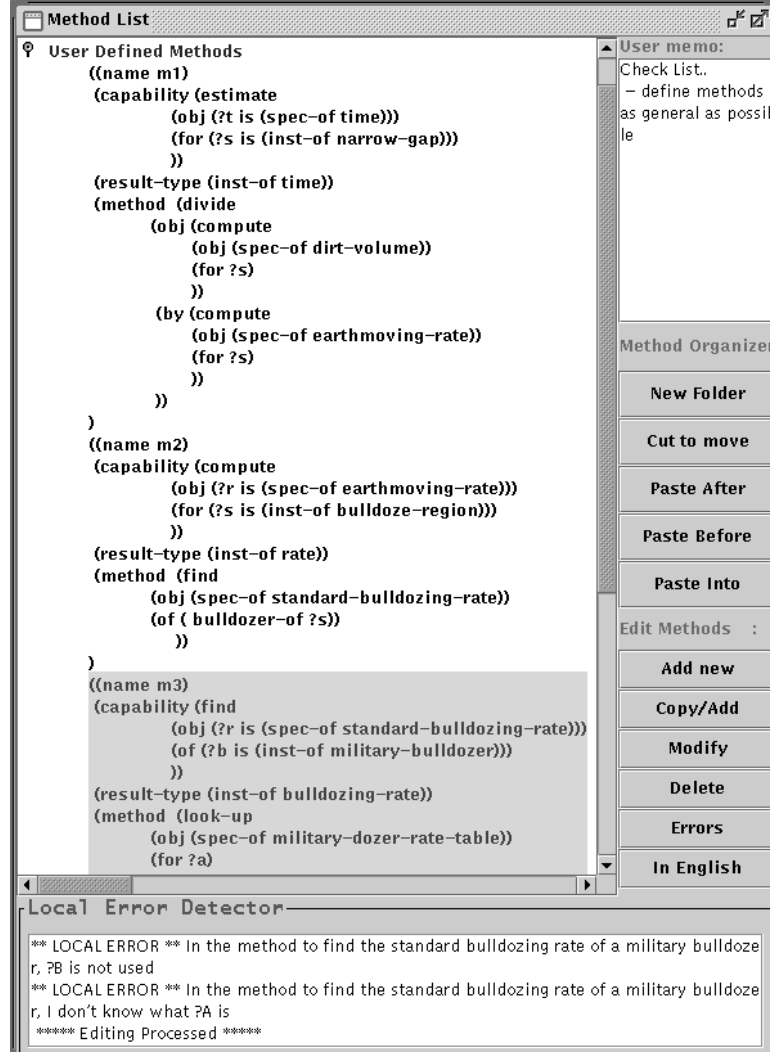 Method List
User Defined Methods
((name m1)
(capability (estimate
(obj (?t is (spec-of time)))
(for (?s is (inst-of narrow-gap)))
))
(result-type (inst-of time))
(method (divide
(obj (compute
(obj (spec-of dirt-volume))
(for ?s)
))
(by (compute
(obj (spec-of earthmoving-rate))
(for ?s)
))
))
)
((name m2)
(capability (compute
(obj (?r is (spec-of earthmoving-rate)))
(for (?s is (inst-of bulldoze-region)))
))
(result-type (inst-of rate))
(method (find
(obj (spec-of standard-bulldozing-rate))
(of ( bulldozer-of ?s))
))
)
((name m3)
(capability (find
(obj (?r is (spec-of standard-bulldozing-rate)))
(of (?b is (inst-of military-bulldozer)))
))
(result-type (inst-of bulldozing-rate))
(method (look-up
(obj (spec-of military-dozer-rate-table))
(for ?a)
User memo:
Check List..
- define methods
as general as possib
le
Method Organizer
New Folder
Cut to move
Paste After
Paste Before
Paste Into
Edit Methods :
Add new
Copy/Add
Modify
Delete
Errors
In English
Local Error Detector
** LOCAL ERROR ** In the method to find the standard bulldozing rate of a military bulldoze
r, ?B is not used
** LOCAL ERROR ** In the method to find the standard bulldozing rate of a military bulldoze
r, I don't know what ?A is
***** Editing Processed *****